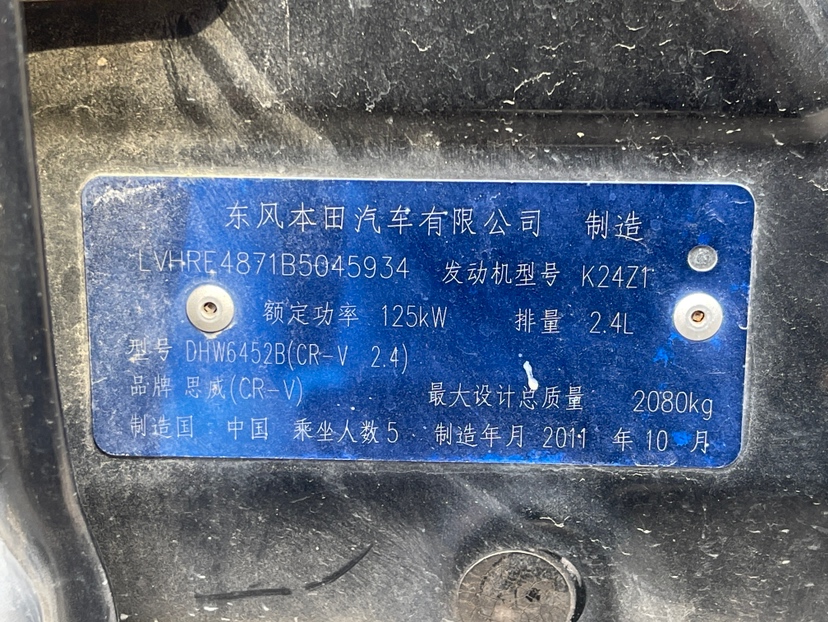 东风本田汽车有限公司 制造
LVHRE4871B5045934 发动机型号 K24Z1
额定功率 125kW 排量 2.4L
型号 DHW6452B(CR-V 2.4)
品牌 思威(CR-V) 最大设计总质量 2080kg
制造国 中国 乘坐人数5 制造年月 2011 年 10 月